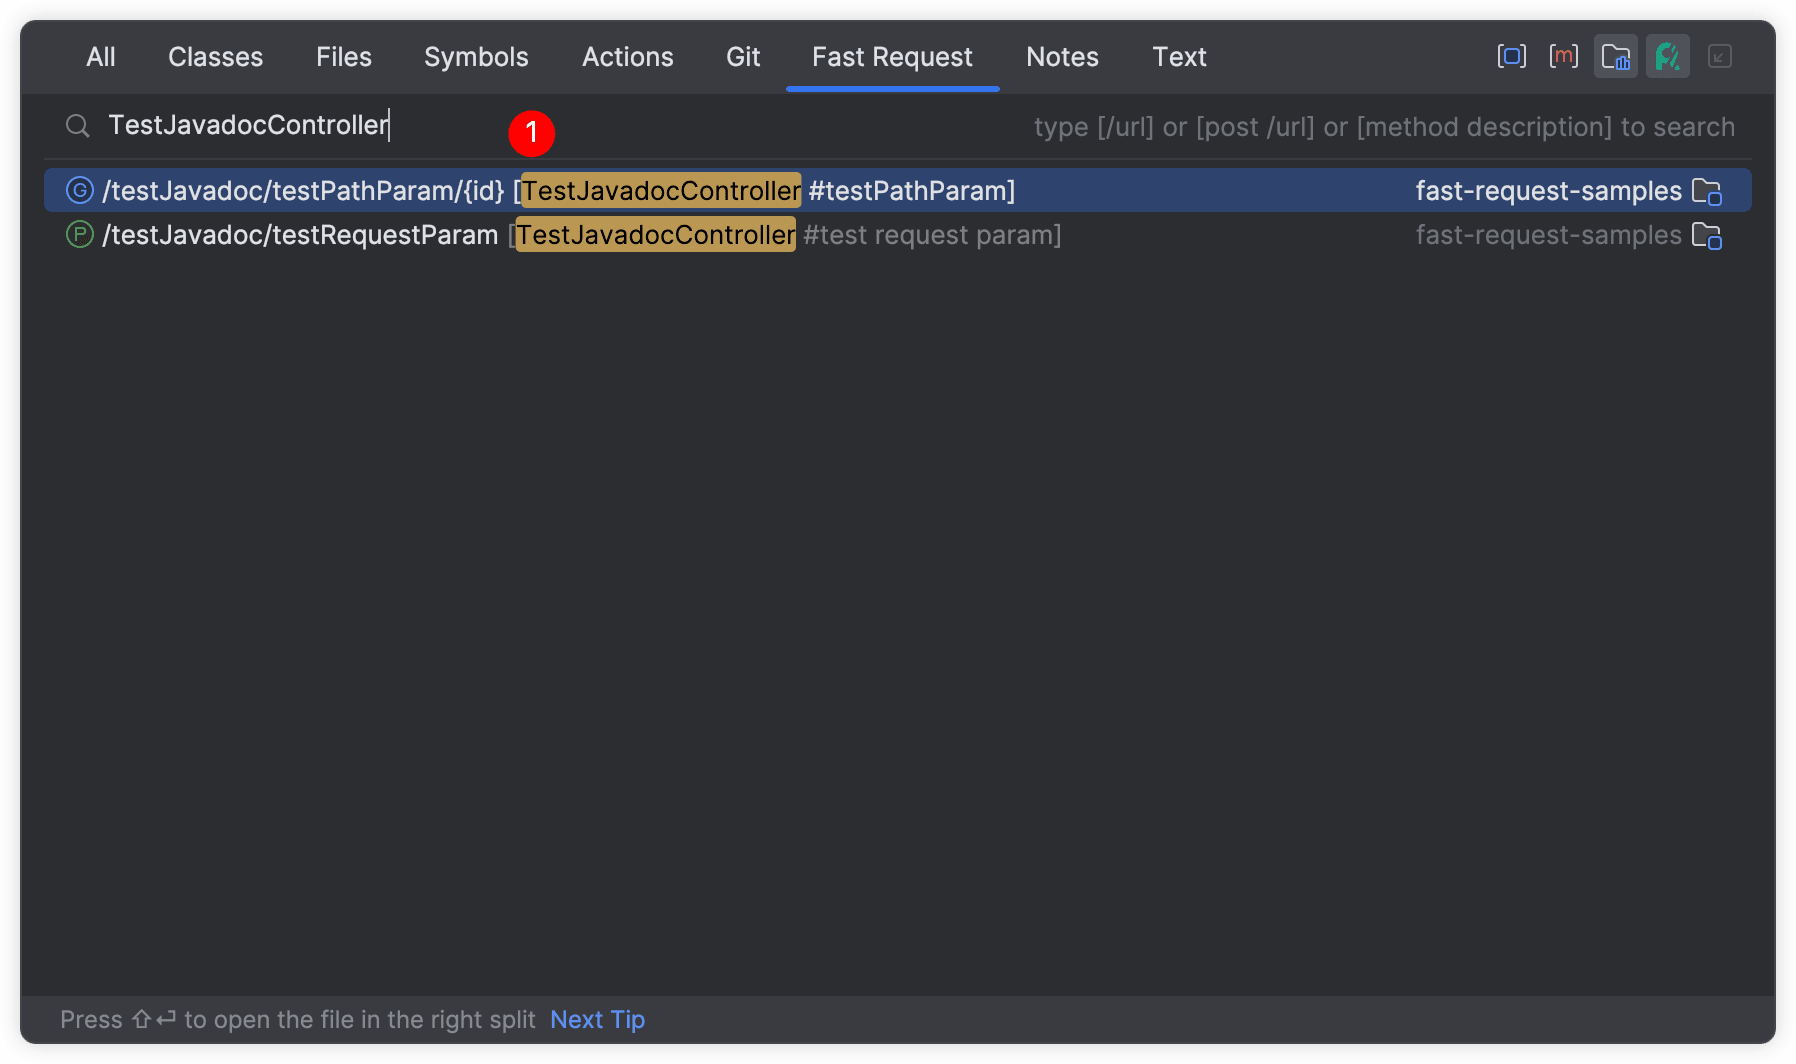 All Classes Files Symbols Actions Git Fast Request Notes Text [m]
TestJavadocController 1 type [/url] or [post /url] or [method description] to search
G /testJavadoc/testPathParam/{id} [TestJavadocController #testPathParam] fast-request-samples
P /testJavadoc/testRequestParam [TestJavadocController #test request param] fast-request-samples
Press ⇧⏎ to open the file in the right split Next Tip